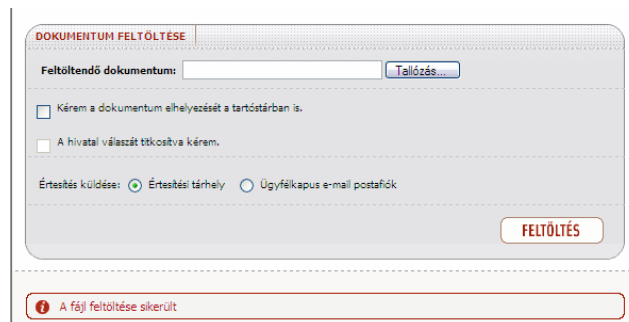 DOKUMENTUM FELTÖLTÉSE
Feltöltendő dokumentum: Tallózás...
Kérem a dokumentum elhelyezését a tartóstárban is.
A hivatal válaszát titkosítva kérem.
Értesítés küldése: Értesítési tárhely Ügyfélkapus e-mail postafiók
FELTÖLTÉS
A fájl feltöltése sikerült